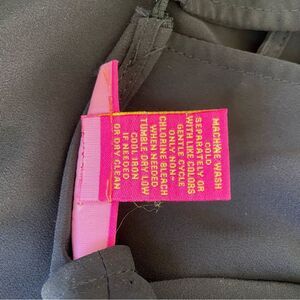 MACHINE WASH
COLD
SEPARATELY OR
WITH LIKE COLORS
GENTLE CYCLE
ONLY NON-
CHLORINE BLEACH
WHEN NEEDED
TUMBLE DRY LOW
COOL IRON
IF NEEDED
OR DRY CLEAN